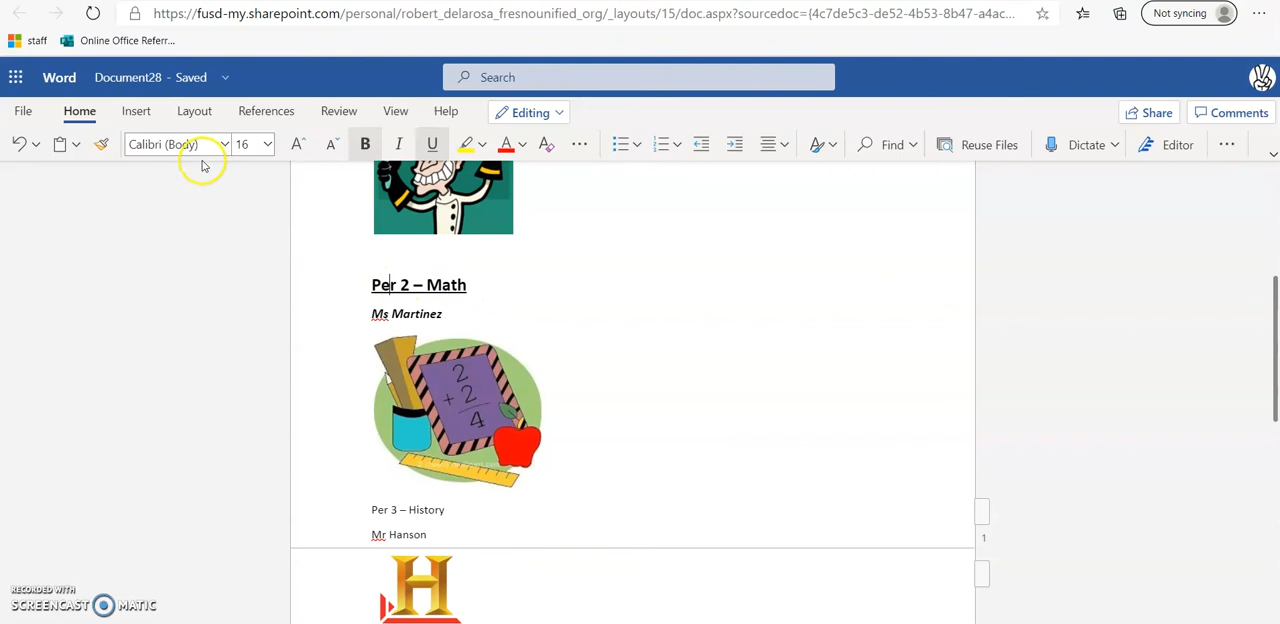 https://fusd-my.sharepoint.com/personal/robert_delarosa_fresnounified_org/_layouts/15/doc.aspx?sourcedoc={4c7de5c3-de52-4b53-8b47-a4ac...
Not syncing
staff
Online Office Referr...
Word
Document28 - Saved
Search
File
Home
Insert
Layout
References
Review
View
Help
Editing
Share
Comments
Calibri (Body)
16
A
A
B
I
U
A
A
Find
Reuse Files
Dictate
Editor
Per 2 – Math
Ms Martinez
2
+ 2
4
Per 3 – History
Mr Hanson
1
H
RECORDED WITH
SCREENCAST MATIC